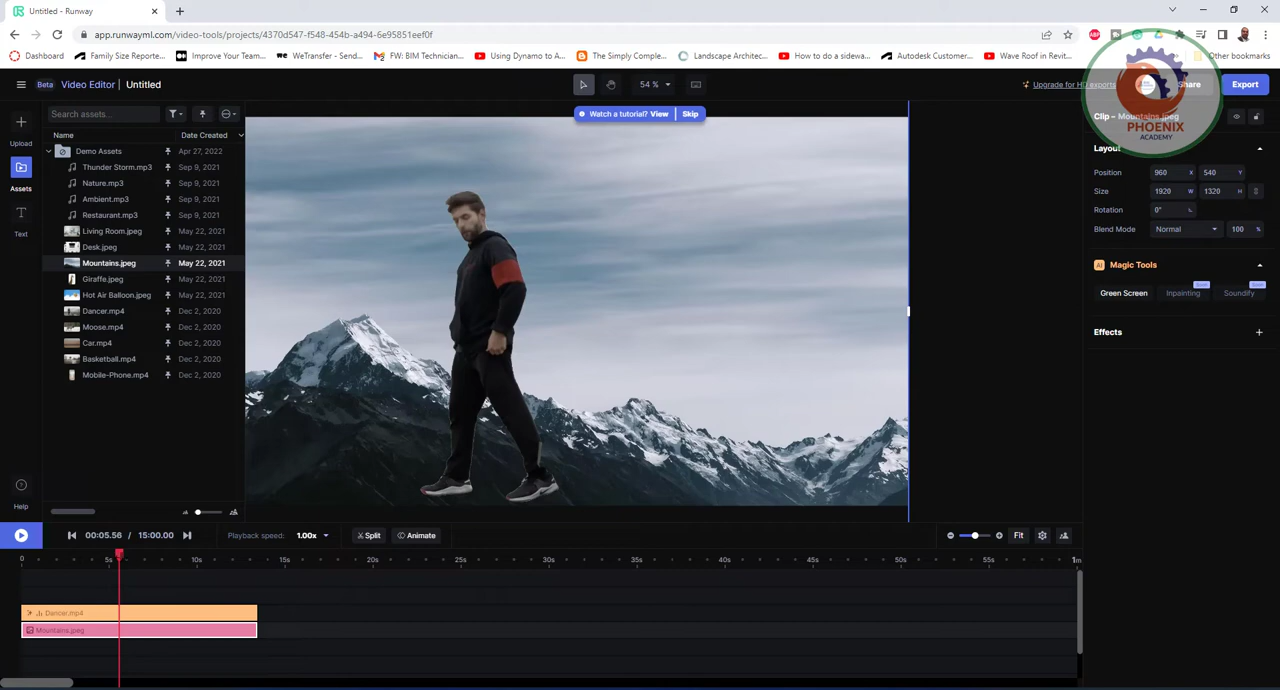 Untitled - Runway
app.runwayml.com/video-tools/projects/4370d547-f548-454b-a494-6e95851eef0f
Dashboard
Family Size Reporte...
Improve Your Team...
WeTransfer - Send...
FW: BIM Technician...
Using Dynamo to A...
The Simply Comple...
Landscape Architec...
How to do a sidewa...
Autodesk Customer...
Wave Roof in Revit...
Other bookmarks
Beta Video Editor | Untitled
54 %
Upgrade for HD exports
Share
Export
Search assets...
Watch a tutorial? View | Skip
PHOENIX
ACADEMY
Clip – Mountains.jpeg
Upload
Assets
Text
Help
Name Date Created
Demo Assets Apr 27, 2022
Thunder Storm.mp3 Sep 9, 2021
Nature.mp3 Sep 9, 2021
Ambient.mp3 Sep 9, 2021
Restaurant.mp3 Sep 9, 2021
Living Room.jpeg May 22, 2021
Desk.jpeg May 22, 2021
Mountains.jpeg May 22, 2021
Giraffe.jpeg May 22, 2021
Hot Air Balloon.jpeg May 22, 2021
Dancer.mp4 Dec 2, 2020
Moose.mp4 Dec 2, 2020
Car.mp4 Dec 2, 2020
Basketball.mp4 Dec 2, 2020
Mobile-Phone.mp4 Dec 2, 2020
Layout
Position 960 X 540 Y
Size 1920 W 1320 H
Rotation 0°
Blend Mode Normal 100 %
AI Magic Tools
Green Screen Inpainting Soundify
Effects
00:05.56 / 15:00.00
Playback speed: 1.00x
Split
Animate
Fit
0 5s 10s 15s 20s 25s 30s 35s 40s 45s 50s 55s 1m
Dancer.mp4
Mountains.jpeg